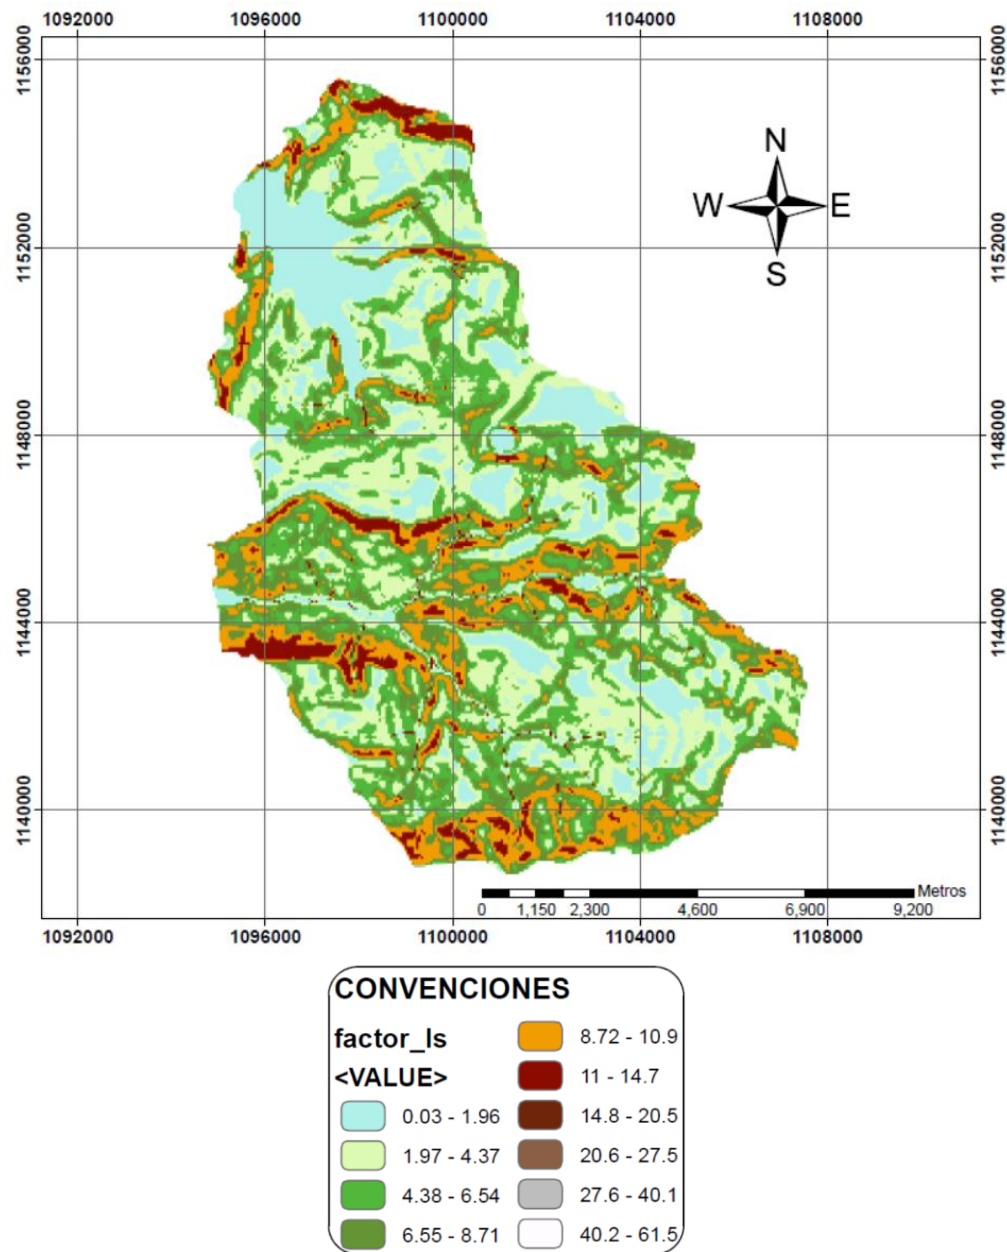 1092000 1096000 1100000 1104000 1108000
1156000 1156000
N
W E
S
1152000 1152000
1148000 1148000
1144000 1144000
1140000 1140000
Metros
0 1,150 2,300 4,600 6,900 9,200
1092000 1096000 1100000 1104000 1108000
CONVENCIONES
factor_ls
<VALUE>
0.03 - 1.96
1.97 - 4.37
4.38 - 6.54
6.55 - 8.71
8.72 - 10.9
11 - 14.7
14.8 - 20.5
20.6 - 27.5
27.6 - 40.1
40.2 - 61.5